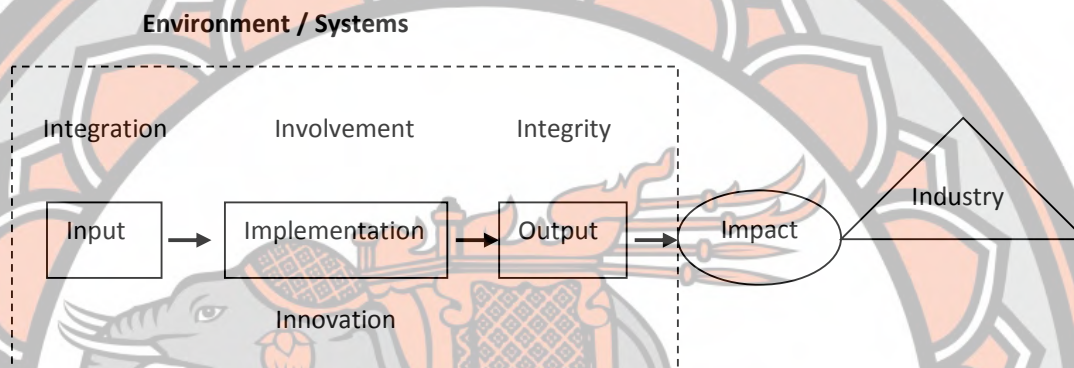 Environment / Systems
Integration Involvement Integrity
Input Implementation Output Impact Industry
Innovation